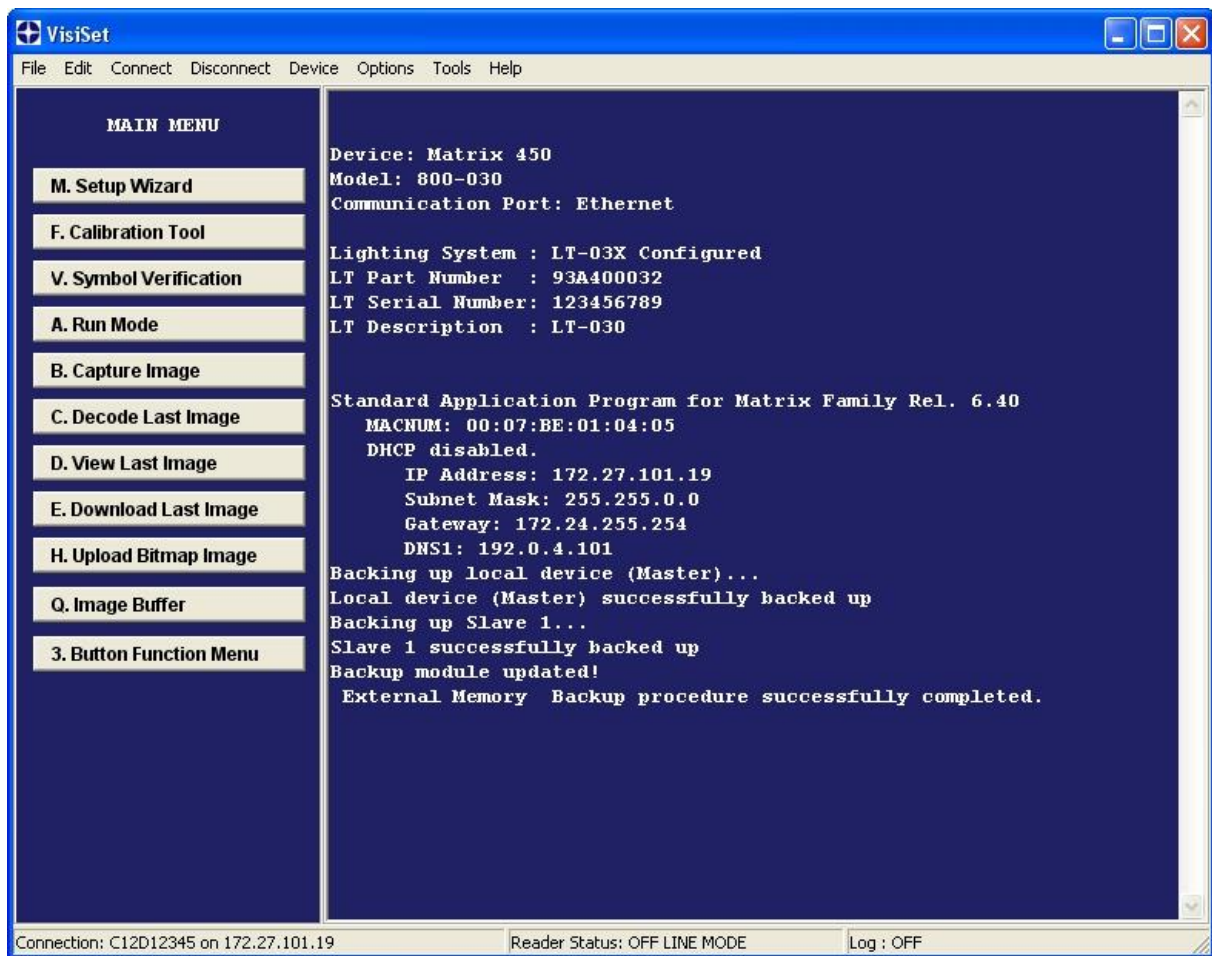 VisiSet
File Edit Connect Disconnect Device Options Tools Help
MAIN MENU
M. Setup Wizard
F. Calibration Tool
V. Symbol Verification
A. Run Mode
B. Capture Image
C. Decode Last Image
D. View Last Image
E. Download Last Image
H. Upload Bitmap Image
Q. Image Buffer
3. Button Function Menu
Device: Matrix 450
Model: 800-030
Communication Port: Ethernet
Lighting System : LT-03X Configured
LT Part Number  : 93A400032
LT Serial Number: 123456789
LT Description  : LT-030
Standard Application Program for Matrix Family Rel. 6.40
MACNUM: 00:07:BE:01:04:05
DHCP disabled.
IP Address: 172.27.101.19
Subnet Mask: 255.255.0.0
Gateway: 172.24.255.254
DNS1: 192.0.4.101
Backing up local device (Master)...
Local device (Master) successfully backed up
Backing up Slave 1...
Slave 1 successfully backed up
Backup module updated!
External Memory  Backup procedure successfully completed.
Connection: C12D12345 on 172.27.101.19 Reader Status: OFF LINE MODE Log : OFF